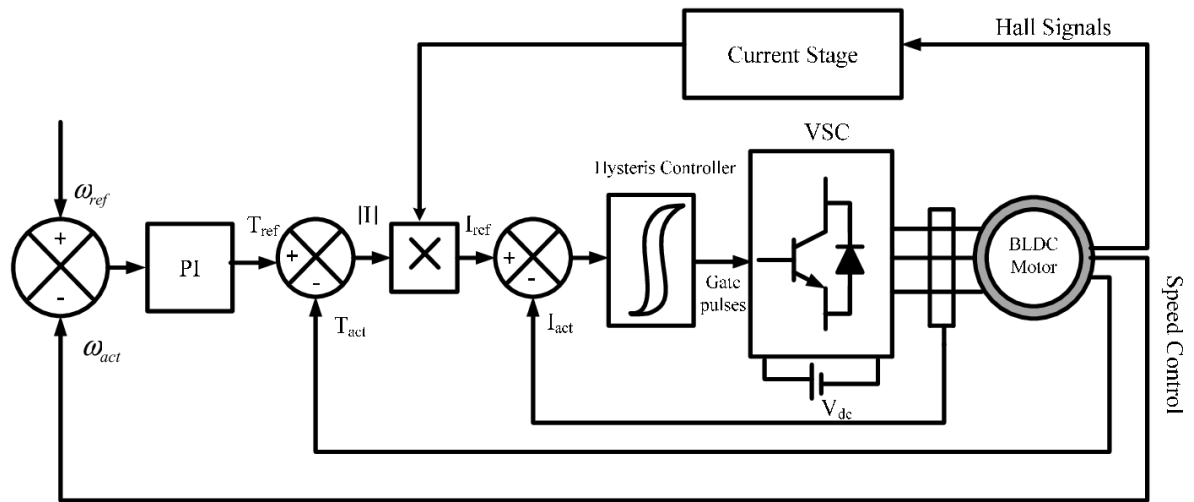 Hall Signals
Current Stage
VSC
Hysteris Controller
ω_ref
+
-
ω_act
PI
T_ref
+
-
T_act
|I|
×
I_ref
+
-
I_act
Gate
pulses
V_dc
BLDC
Motor
Speed Control